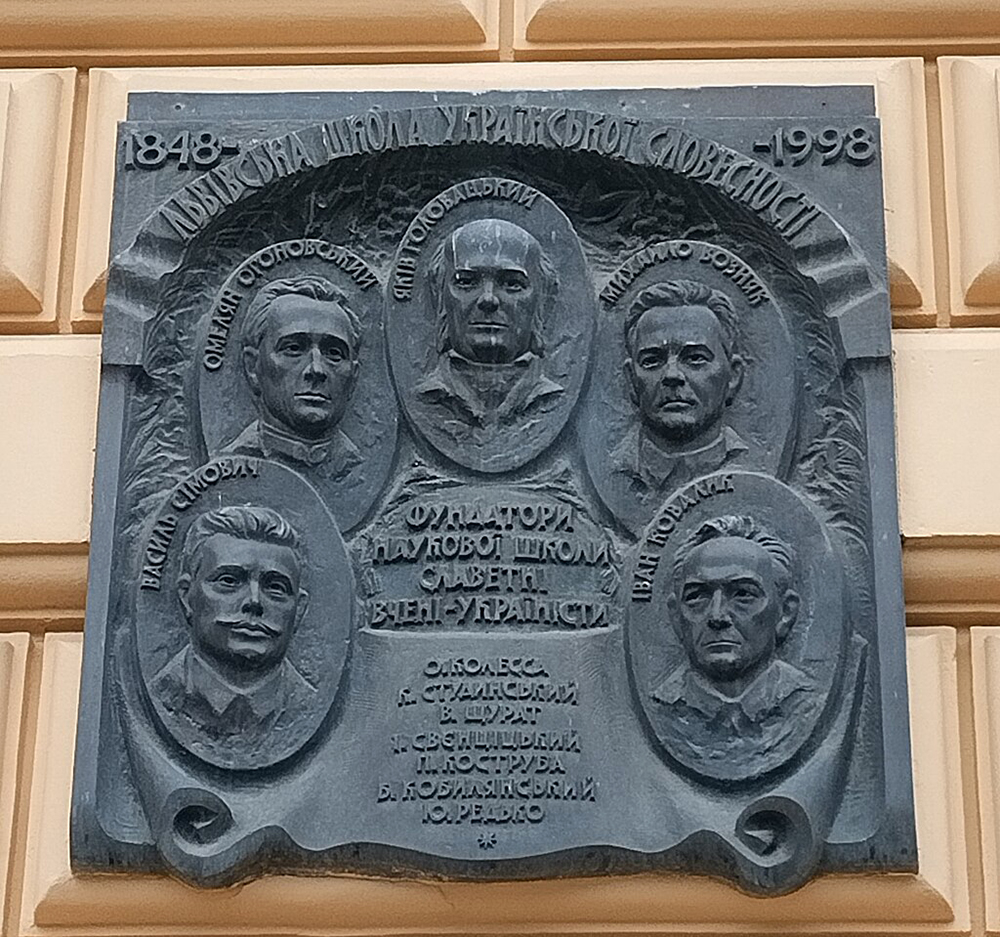 1848-
ЛЬВІВСЬКА ШКОЛА УКРАЇНСЬКОЇ СЛОВЕСНОСТІ
-1998
ЯКІВ ГОЛОВАЦЬКИЙ
ОМЕЛЯН ОГОНОВСЬКИЙ
МИХАЙЛО ВОЗНЯК
ВАСИЛЬ СІМОВИЧ
ІВАН КОВАЛИК
ФУНДАТОРИ
НАУКОВОЇ ШКОЛИ
СЛАВЕТНІ
ВЧЕНІ-УКРАЇНІСТИ
О.КОЛЕССА
К. СТУДИНСЬКИЙ
В. ЩУРАТ
І. СВЄНЦІЦЬКИЙ
П. КОСТРУБА
Б. КОБИЛЯНСЬКИЙ
Ю. РЕДЬКО